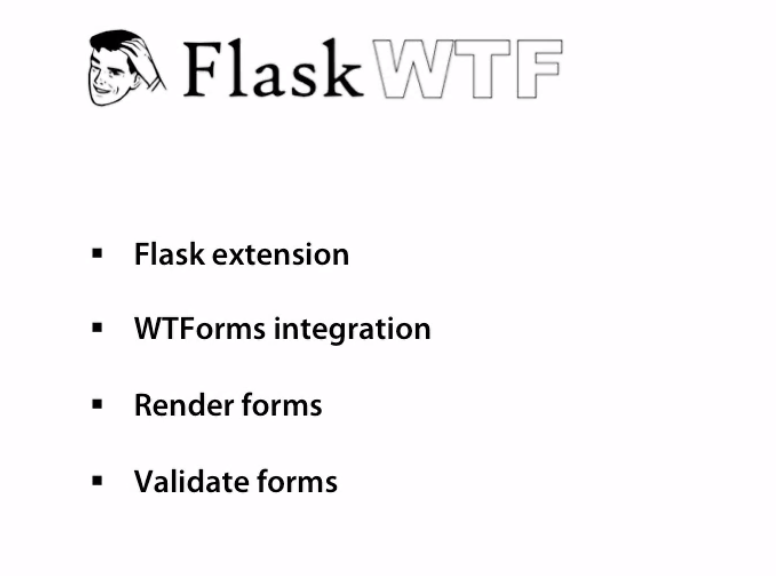 Flask WTF
Flask extension
WTForms integration
Render forms
Validate forms